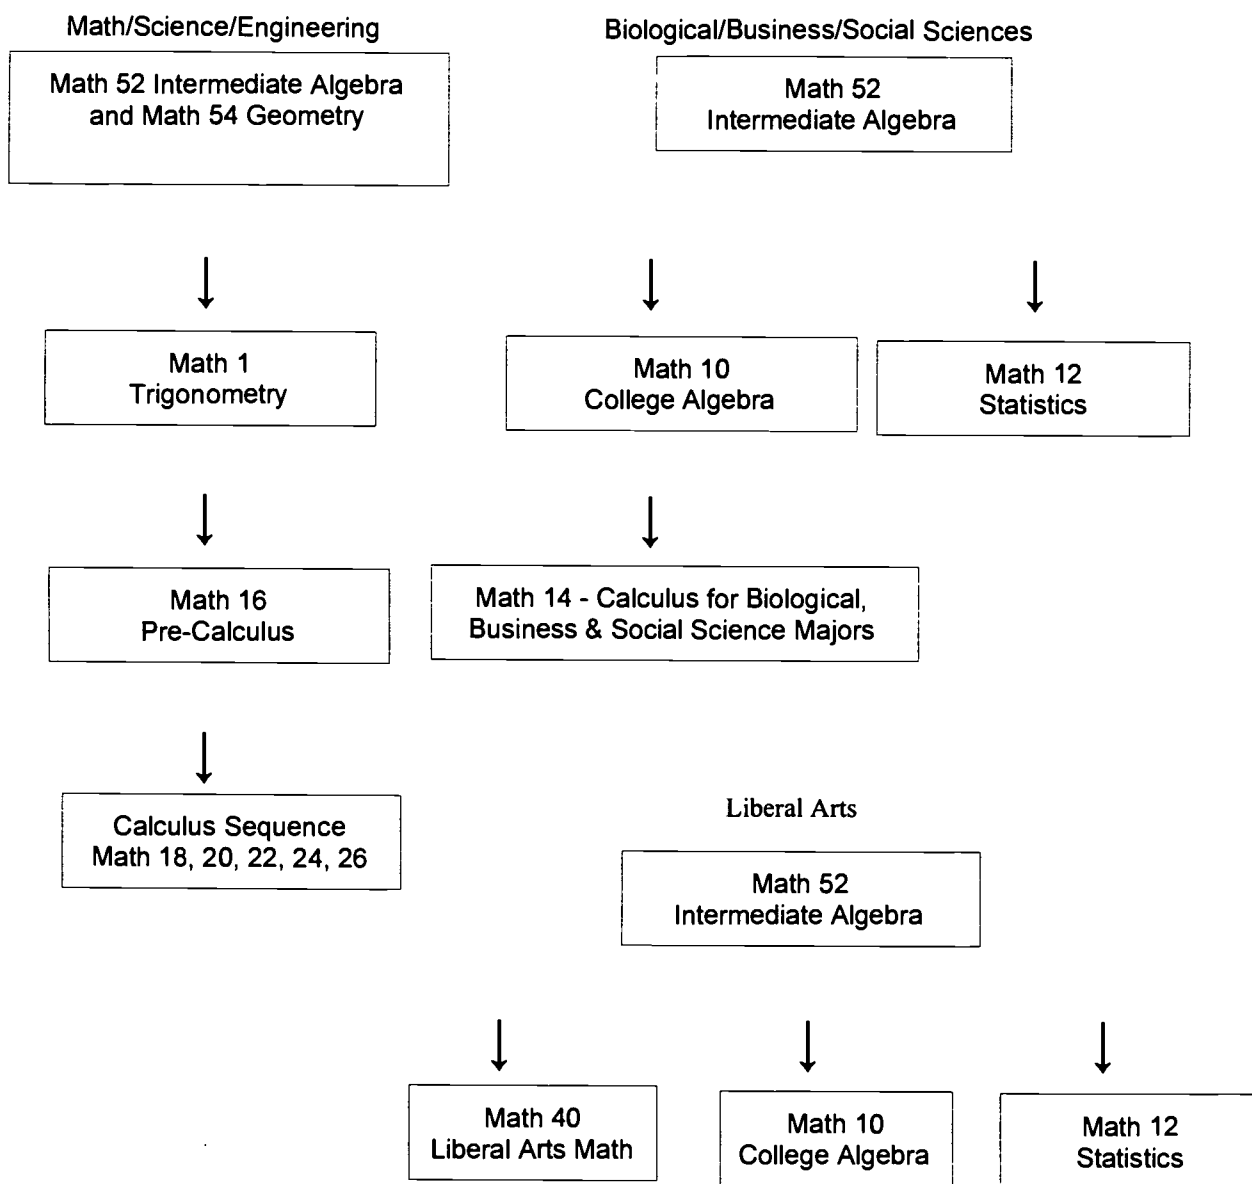 Math/Science/Engineering
Math 52 Intermediate Algebra
and Math 54 Geometry
Math 1
Trigonometry
Math 16
Pre-Calculus
Calculus Sequence
Math 18, 20, 22, 24, 26
Biological/Business/Social Sciences
Math 52
Intermediate Algebra
Math 10
College Algebra
Math 12
Statistics
Math 14 - Calculus for Biological,
Business & Social Science Majors
Liberal Arts
Math 52
Intermediate Algebra
Math 40
Liberal Arts Math
Math 10
College Algebra
Math 12
Statistics